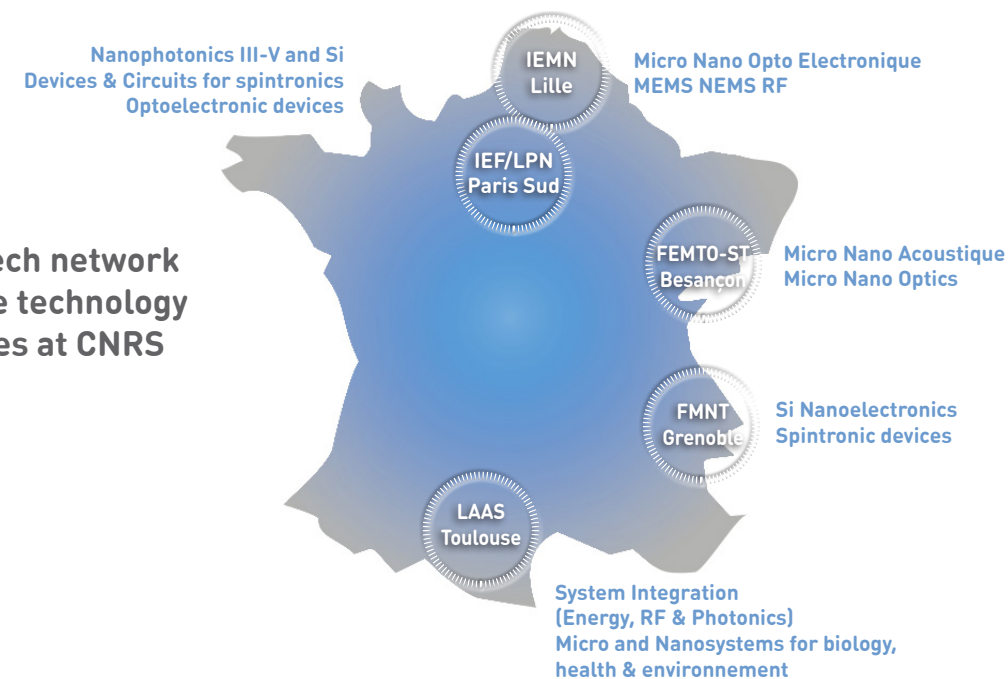 Nanophotonics III-V and Si
Devices & Circuits for spintronics
Optoelectronic devices
IEMN
Lille
Micro Nano Opto Electronique
MEMS NEMS RF
IEF/LPN
Paris Sud
network
technology
at CNRS
FEMTO-ST
Besançon
Micro Nano Acoustique
Micro Nano Optics
FMNT
Grenoble
Si Nanoelectronics
Spintronic devices
LAAS
Toulouse
System Integration
(Energy, RF & Photonics)
Micro and Nanosystems for biology,
health & environnement